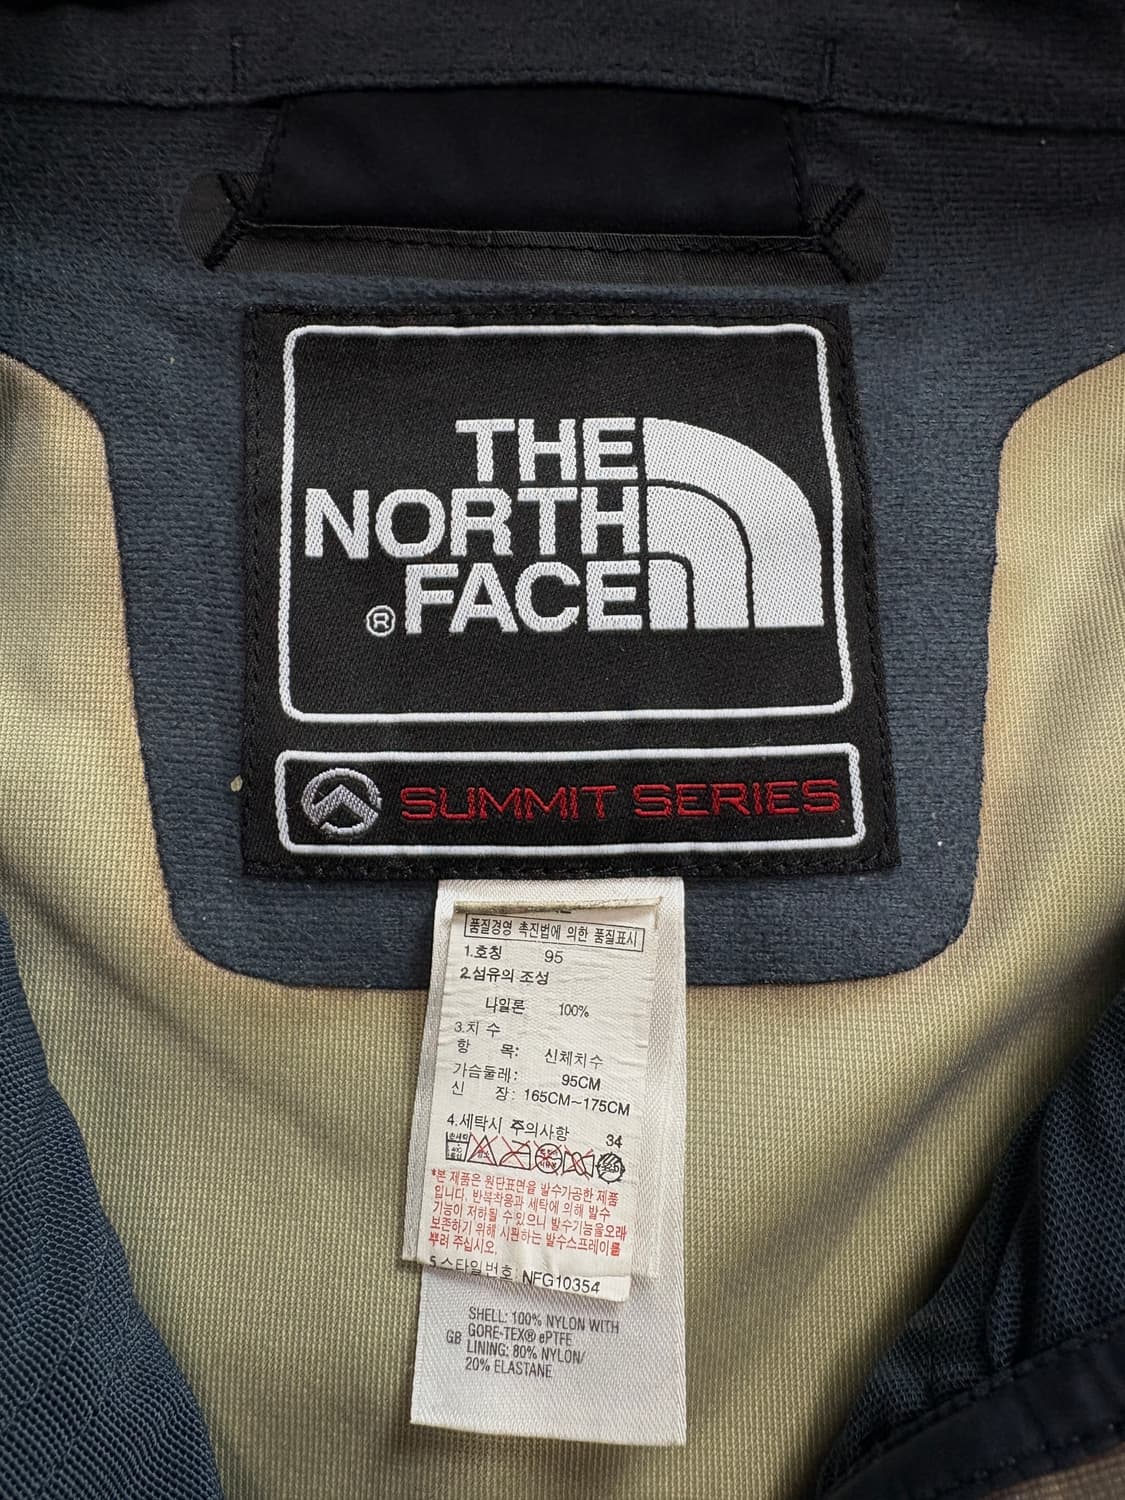 THE
NORTH
FACE
®
SUMMIT SERIES
품질경영 촉진법에 의한 품질표시
1.호칭 95
2.섬유의 조성
나일론 100%
3.치 수
항 목: 신체치수
가슴둘레: 95CM
신 장: 165CM~175CM
4.세탁시 주의사항 34
*본 제품은 원단표면을 발수가공한 제품
입니다. 반복착용과 세탁에 의해 발수
기능이 저하될 수 있으니 발수기능을오래
보존하기 위해 시판하는 발수스프레이를
뿌려 주십시오.
5.스타일번호 NFG10354
SHELL: 100% NYLON WITH
GORE-TEX® ePTFE
GB LINING: 80% NYLON/
20% ELASTANE